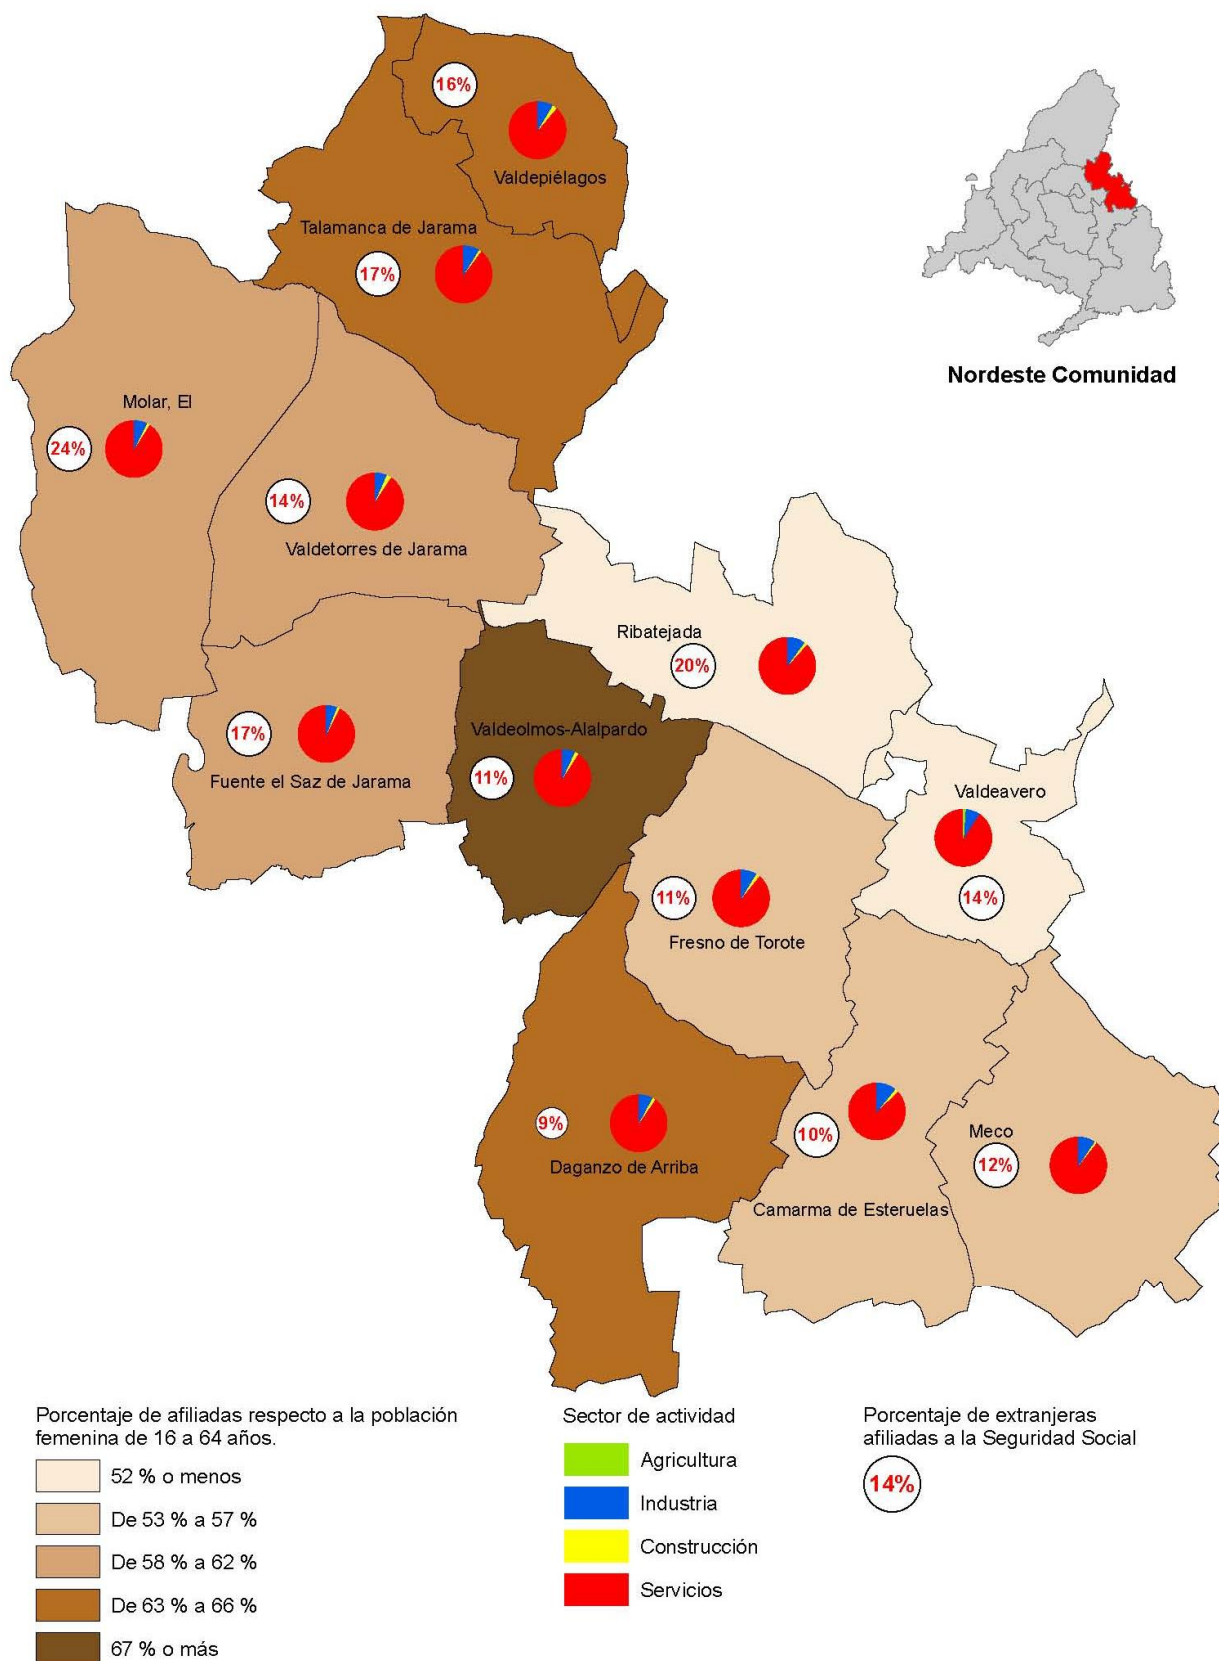 16%
Valdepiélagos
Talamanca de Jarama
17%
Nordeste Comunidad
Molar, El
24%
14%
Valdetorres de Jarama
Ribatejada
20%
17%
Fuente el Saz de Jarama
Valdeolmos-Alalpardo
11%
Valdeavero
14%
11%
Fresno de Torote
9%
Daganzo de Arriba
10%
Camarma de Esteruelas
Meco
12%
Porcentaje de afiliadas respecto a la población
femenina de 16 a 64 años.
52 % o menos
De 53 % a 57 %
De 58 % a 62 %
De 63 % a 66 %
67 % o más
Sector de actividad
Agricultura
Industria
Construcción
Servicios
Porcentaje de extranjeras
afiliadas a la Seguridad Social
14%